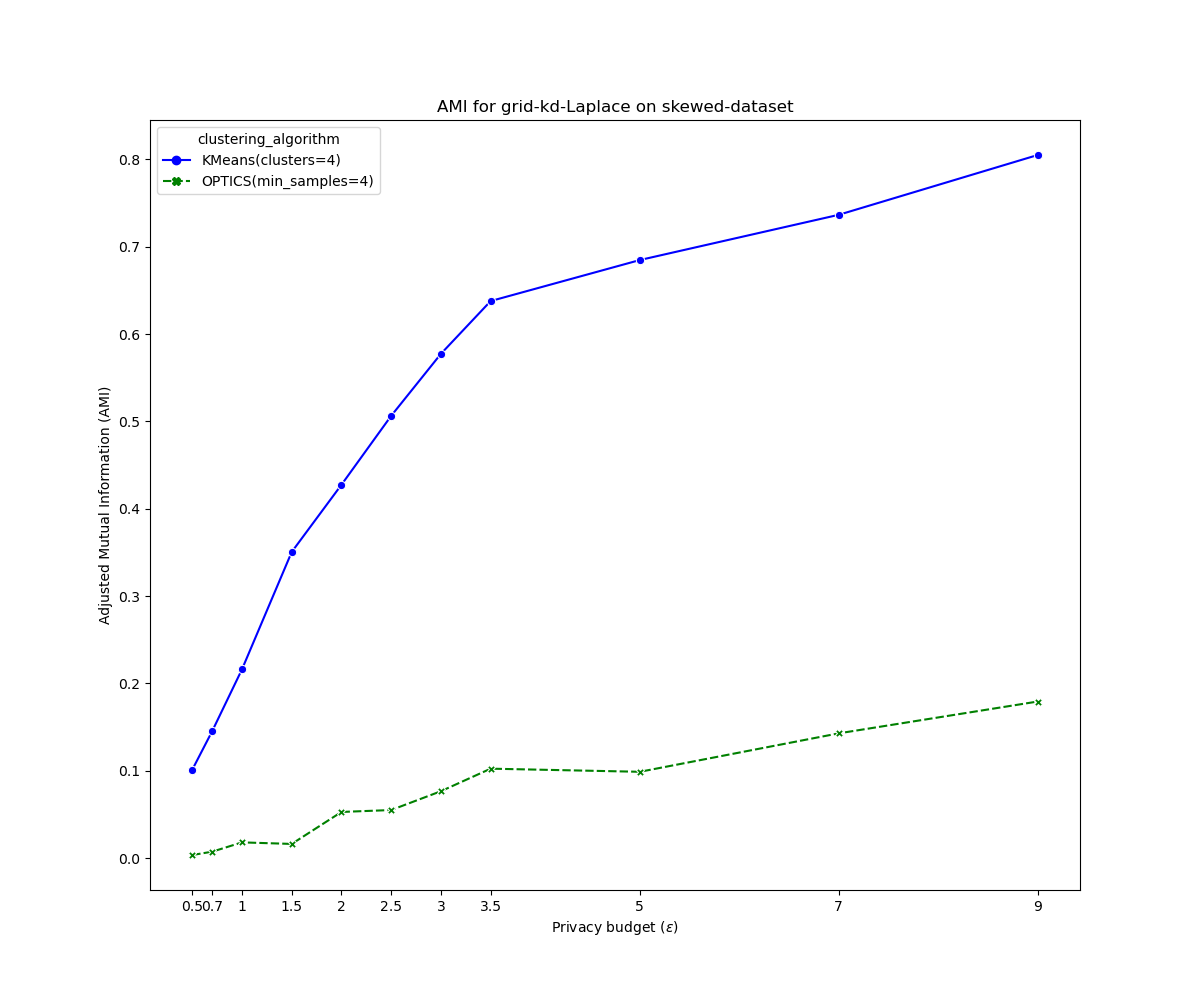 AMI for grid-kd-Laplace on skewed-dataset
clustering_algorithm
KMeans(clusters=4)
OPTICS(min_samples=4)
0.8
0.7
0.6
0.5
0.4
0.3
0.2
0.1
0.0
Adjusted Mutual Information (AMI)
0.5 0.7 1 1.5 2 2.5 3 3.5 5 7 9
Privacy budget (ε)